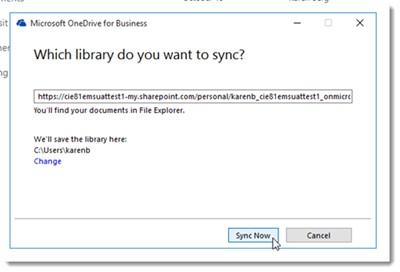 Microsoft OneDrive for Business
Which library do you want to sync?
https://cie81emsuattest1-my.sharepoint.com/personal/karenb_cie81emsuattest1_onmicrc
You'll find your documents in File Explorer.
We'll save the library here:
C:\Users\karenb
Change
Sync Now
Cancel